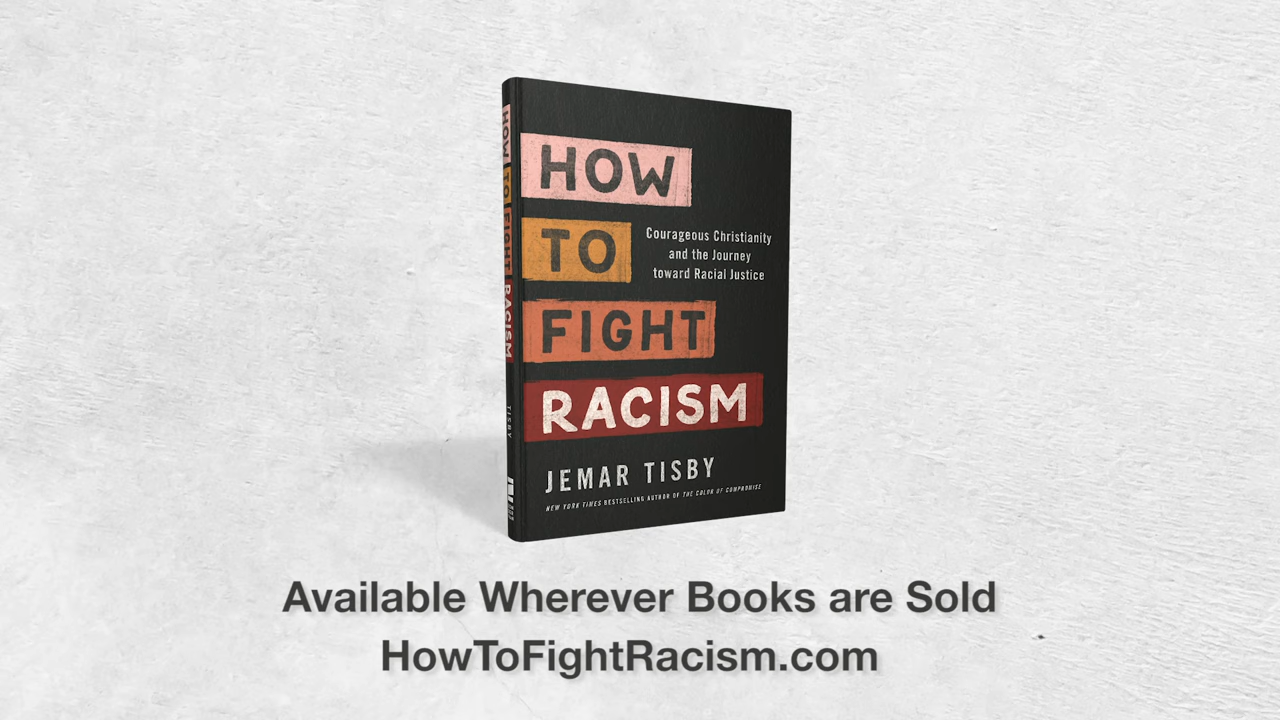 HOW
TO
FIGHT
RACISM
Courageous Christianity
and the Journey
toward Racial Justice
JEMAR TISBY
NEW YORK TIMES BESTSELLING AUTHOR OF THE COLOR OF COMPROMISE
HOW TO FIGHT RACISM
TISBY
Available Wherever Books are Sold
HowToFightRacism.com